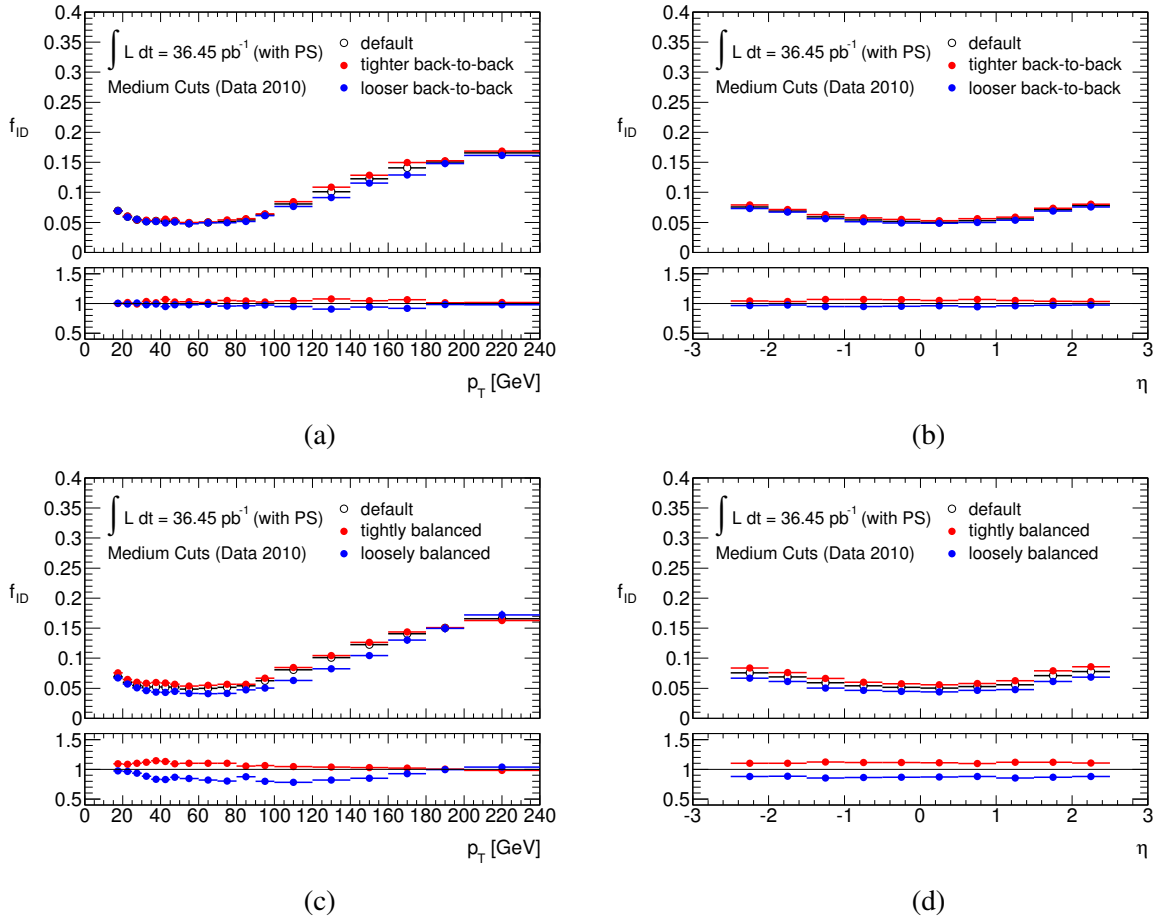 0.4
0.35
0.3
0.25
0.2
0.15
0.1
0.05
0
f_ID
∫ L dt = 36.45 pb⁻¹ (with PS)
Medium Cuts (Data 2010)
default
tighter back-to-back
looser back-to-back
1.5
1
0.5
0 20 40 60 80 100 120 140 160 180 200 220 240
p_T [GeV]
(a)
0.4
0.35
0.3
0.25
0.2
0.15
0.1
0.05
0
f_ID
∫ L dt = 36.45 pb⁻¹ (with PS)
Medium Cuts (Data 2010)
default
tighter back-to-back
looser back-to-back
1.5
1
0.5
-3 -2 -1 0 1 2 3
η
(b)
0.4
0.35
0.3
0.25
0.2
0.15
0.1
0.05
0
f_ID
∫ L dt = 36.45 pb⁻¹ (with PS)
Medium Cuts (Data 2010)
default
tightly balanced
loosely balanced
1.5
1
0.5
0 20 40 60 80 100 120 140 160 180 200 220 240
p_T [GeV]
(c)
0.4
0.35
0.3
0.25
0.2
0.15
0.1
0.05
0
f_ID
∫ L dt = 36.45 pb⁻¹ (with PS)
Medium Cuts (Data 2010)
default
tightly balanced
loosely balanced
1.5
1
0.5
-3 -2 -1 0 1 2 3
η
(d)